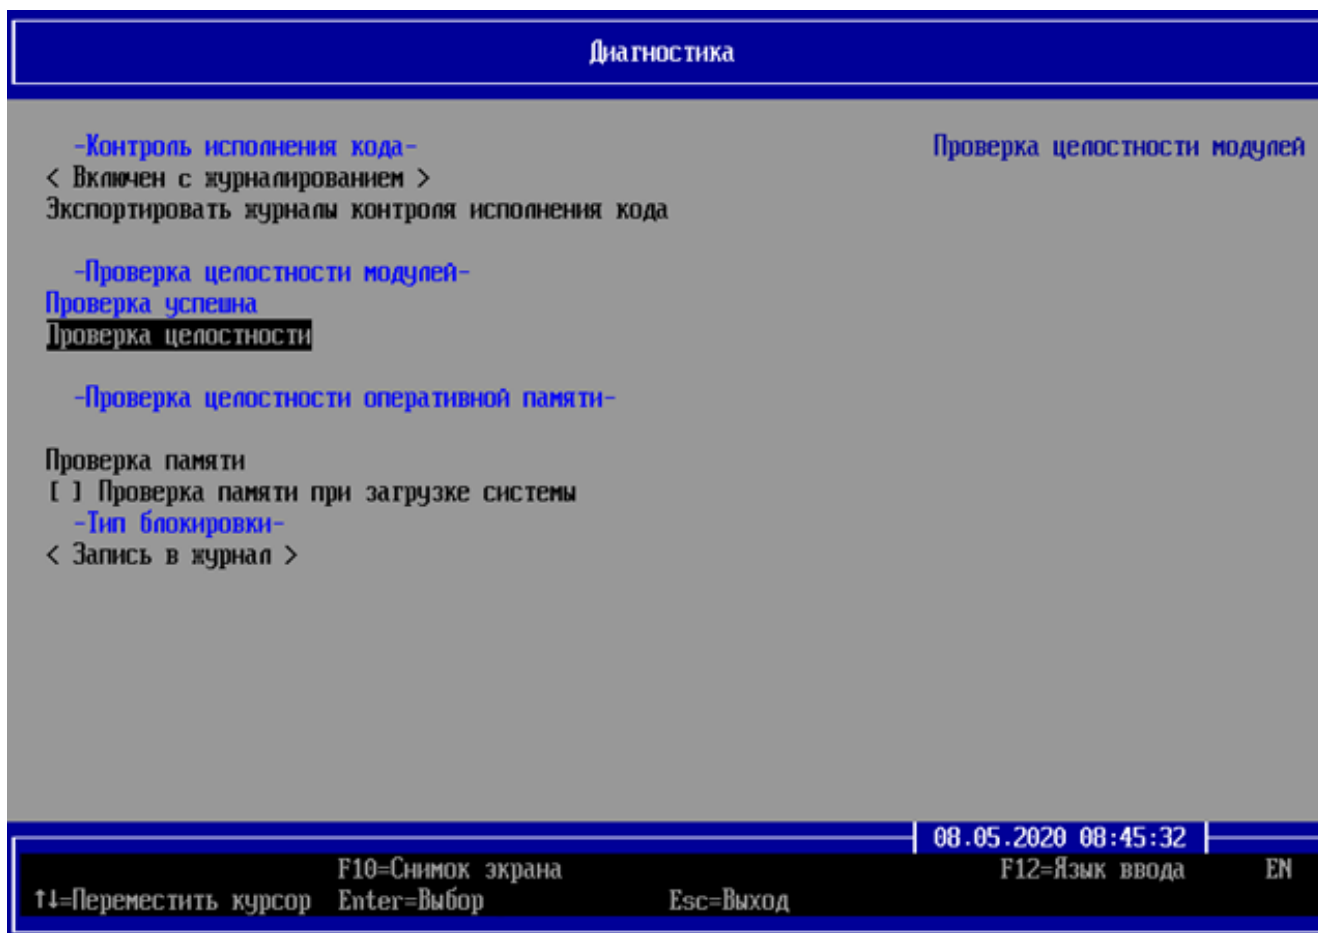 Диагностика
-Контроль исполнения кода-
Проверка целостности модулей
< Включен с журналированием >
Экспортировать журналы контроля исполнения кода
-Проверка целостности модулей-
Проверка успешна
Проверка целостности
-Проверка целостности оперативной памяти-
Проверка памяти
[ ] Проверка памяти при загрузке системы
-Тип блокировки-
< Запись в журнал >
08.05.2020 08:45:32
F10=Снимок экрана F12=Язык ввода EN
↑↓=Переместить курсор Enter=Выбор Esc=Выход